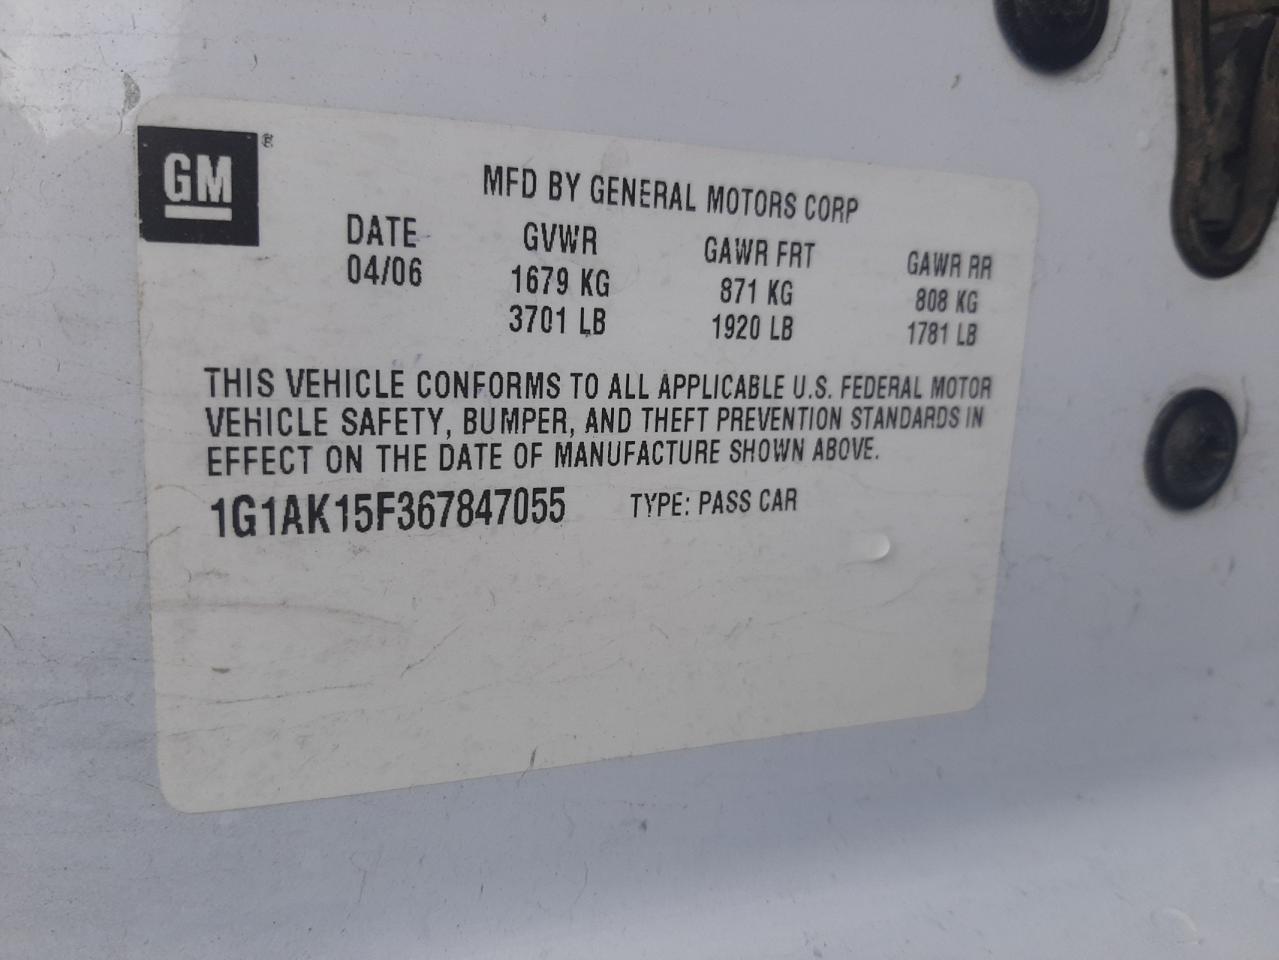 GM®
MFD BY GENERAL MOTORS CORP
DATE GVWR GAWR FRT GAWR RR
04/06 1679 KG 871 KG 808 KG
3701 LB 1920 LB 1781 LB
THIS VEHICLE CONFORMS TO ALL APPLICABLE U.S. FEDERAL MOTOR
VEHICLE SAFETY, BUMPER, AND THEFT PREVENTION STANDARDS IN
EFFECT ON THE DATE OF MANUFACTURE SHOWN ABOVE.
1G1AK15F367847055 TYPE: PASS CAR